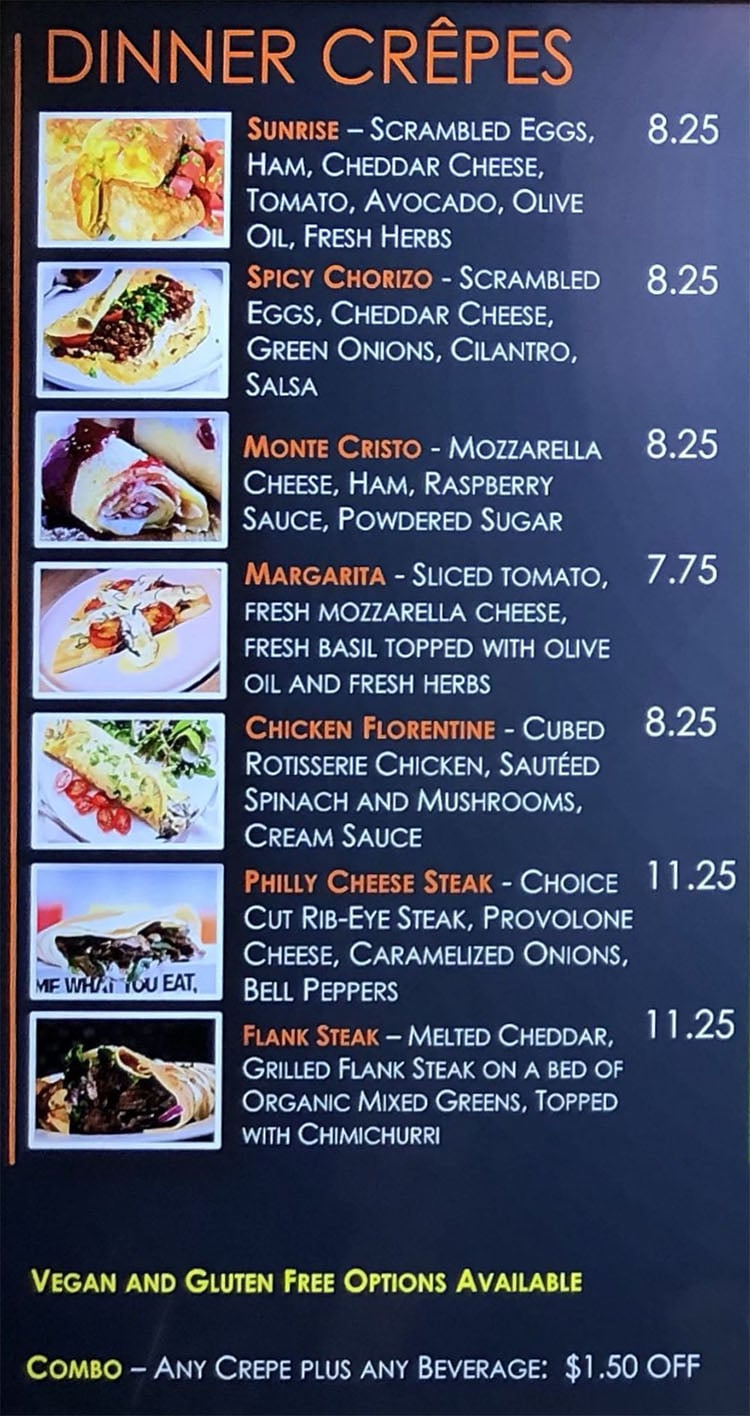 DINNER CRÊPES
SUNRISE – SCRAMBLED EGGS, 8.25
HAM, CHEDDAR CHEESE,
TOMATO, AVOCADO, OLIVE
OIL, FRESH HERBS
SPICY CHORIZO - SCRAMBLED 8.25
EGGS, CHEDDAR CHEESE,
GREEN ONIONS, CILANTRO,
SALSA
MONTE CRISTO - MOZZARELLA 8.25
CHEESE, HAM, RASPBERRY
SAUCE, POWDERED SUGAR
MARGARITA - SLICED TOMATO, 7.75
FRESH MOZZARELLA CHEESE,
FRESH BASIL TOPPED WITH OLIVE
OIL AND FRESH HERBS
CHICKEN FLORENTINE - CUBED 8.25
ROTISSERIE CHICKEN, SAUTÉED
SPINACH AND MUSHROOMS,
CREAM SAUCE
PHILLY CHEESE STEAK - CHOICE 11.25
CUT RIB-EYE STEAK, PROVOLONE
CHEESE, CARAMELIZED ONIONS,
BELL PEPPERS
ME WHAT YOU EAT,
FLANK STEAK – MELTED CHEDDAR, 11.25
GRILLED FLANK STEAK ON A BED OF
ORGANIC MIXED GREENS, TOPPED
WITH CHIMICHURRI
VEGAN AND GLUTEN FREE OPTIONS AVAILABLE
COMBO – ANY CREPE PLUS ANY BEVERAGE: $1.50 OFF